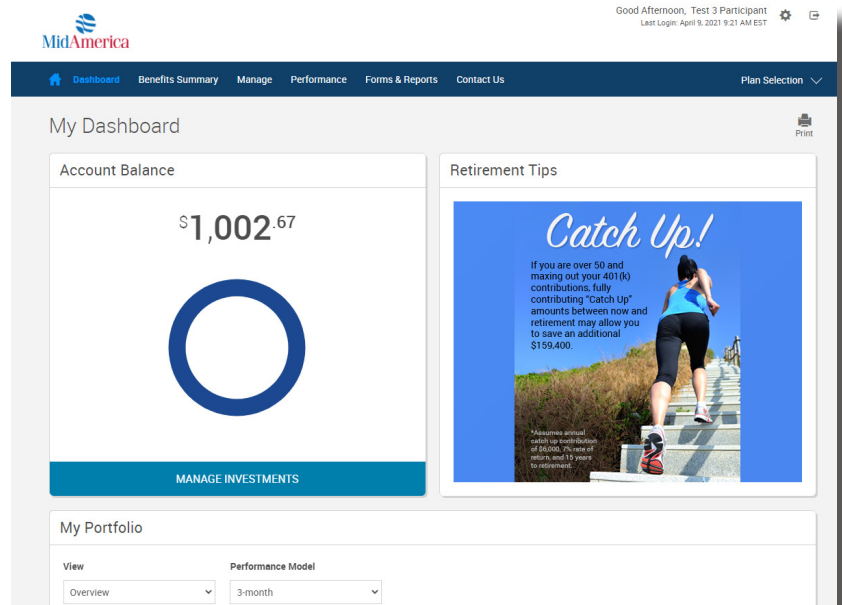 Good Afternoon, Test 3 Participant
Last Login: April 9, 2021 9:21 AM EST
MidAmerica
Dashboard Benefits Summary Manage Performance Forms & Reports Contact Us Plan Selection
My Dashboard
Print
Account Balance
$1,002.67
MANAGE INVESTMENTS
Retirement Tips
Catch Up!
If you are over 50 and
maxing out your 401(k)
contributions, fully
contributing "Catch Up"
amounts between now and
retirement may allow you
to save an additional
$159,400.
*Assumes annual
catch up contribution
of $6,000, 7% rate of
return, and 15 years
to retirement.
My Portfolio
View Performance Model
Overview 3-month